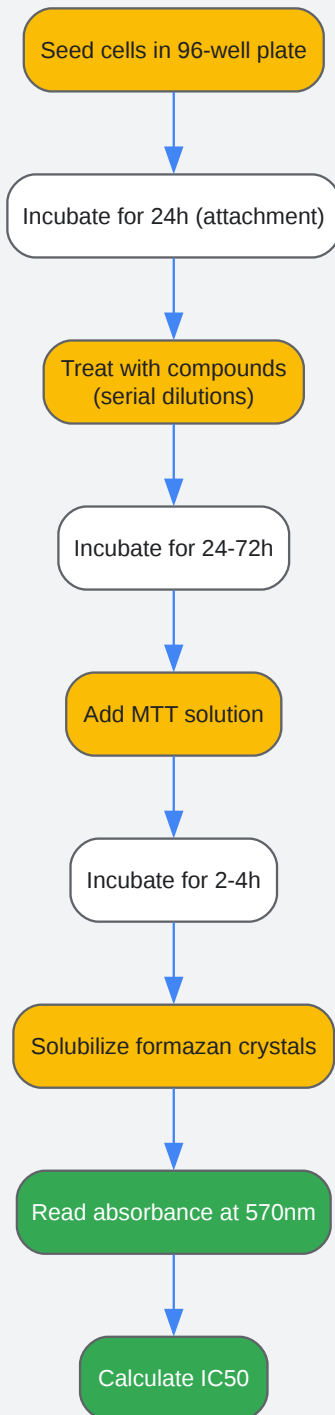 Seed cells in 96-well plate
Incubate for 24h (attachment)
Treat with compounds
(serial dilutions)
Incubate for 24-72h
Add MTT solution
Incubate for 2-4h
Solubilize formazan crystals
Read absorbance at 570nm
Calculate IC50